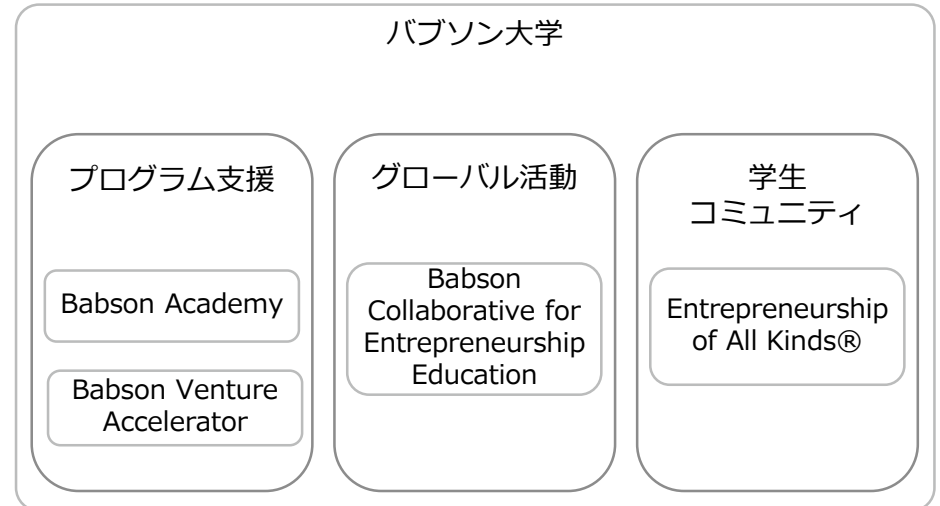 バブソン大学
プログラム支援
Babson Academy
Babson Venture
Accelerator
グローバル活動
Babson
Collaborative for
Entrepreneurship
Education
学生
コミュニティ
Entrepreneurship
of All Kinds®